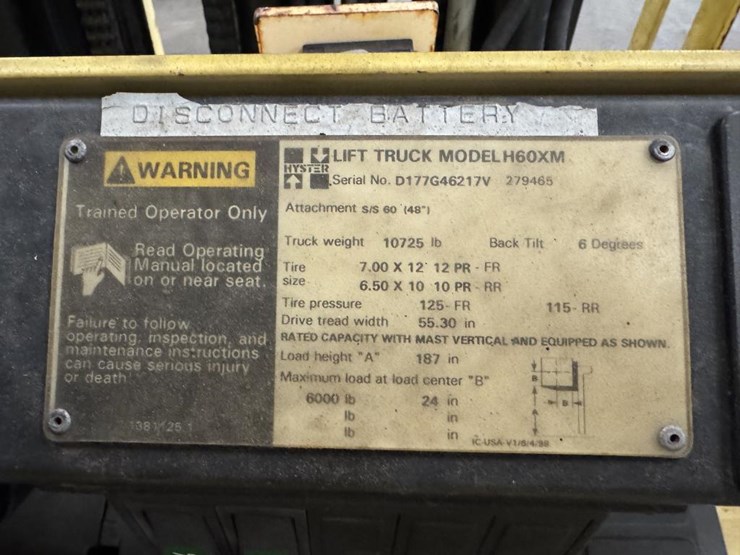 DISCONNECT BATTERY
WARNING
Trained Operator Only
Read Operating
Manual located
on or near seat.
Failure to follow
operating, inspection, and
maintenance instructions
can cause serious injury
or death
HYSTER
LIFT TRUCK MODEL H60XM
Serial No. D177G46217V 279465
Attachment S/S 60 (48")
Truck weight 10725 lb Back Tilt 6 Degrees
Tire size 7.00 X 12 12 PR - FR
6.50 X 10 10 PR - RR
Tire pressure 125- FR 115- RR
Drive tread width 55.30 in
RATED CAPACITY WITH MAST VERTICAL AND EQUIPPED AS SHOWN.
Load height "A" 187 in
Maximum load at load center "B"
6000 lb 24 in
lb in
lb in
B
B
A